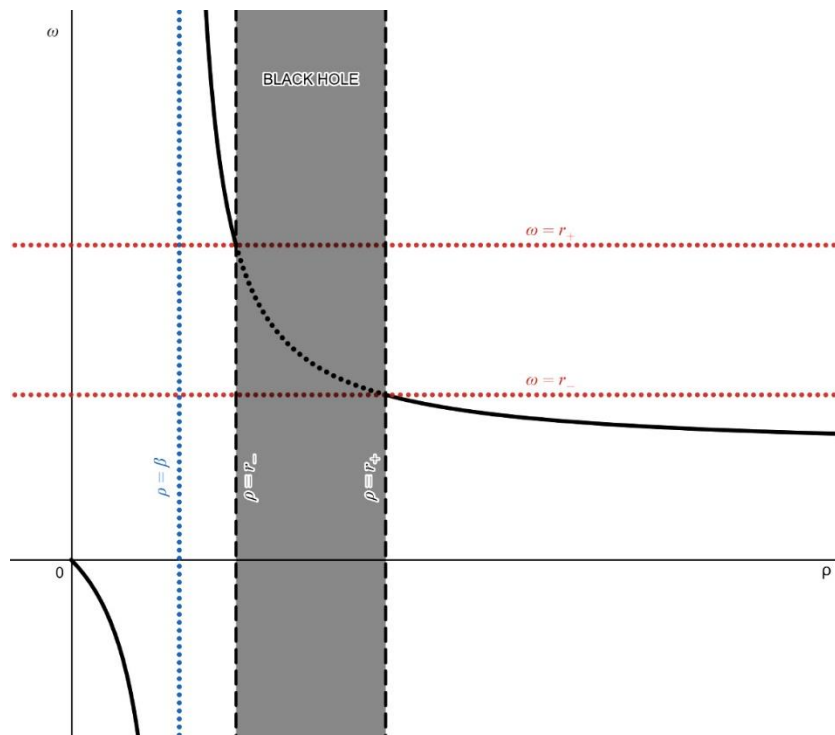 ω
BLACK HOLE
ω = r₊
ω = r₋
ρ = β
ρ = r₋
ρ = r₊
0
ρ